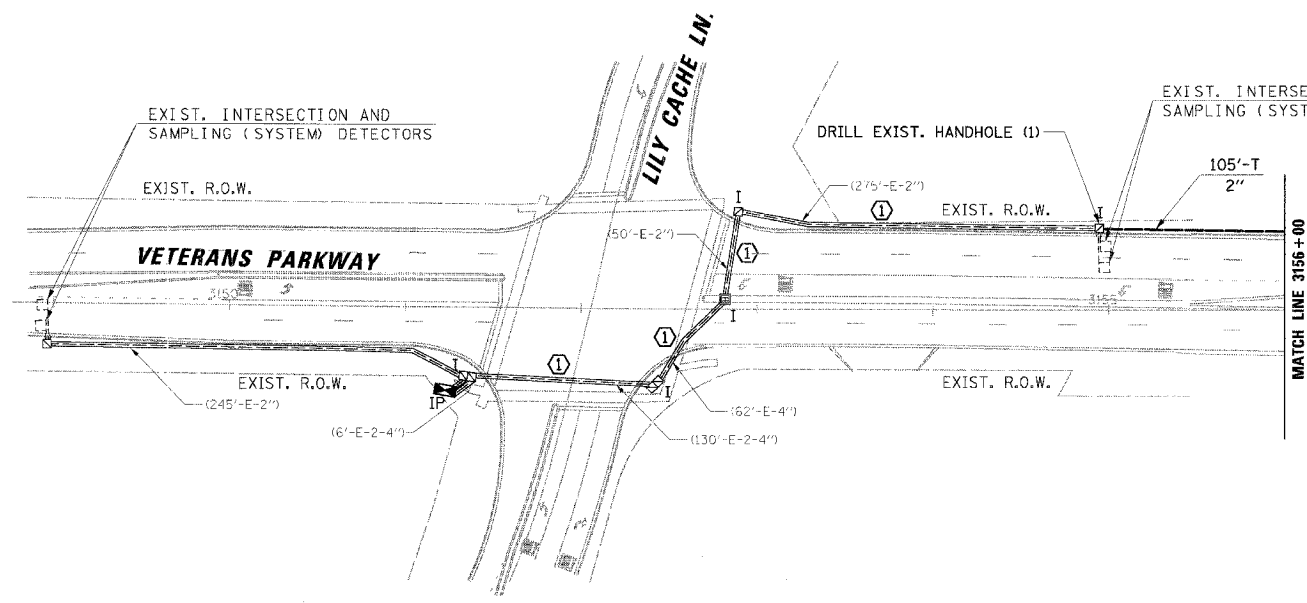 LILY CACHE LN.
EXIST. INTERSECTION AND
SAMPLING (SYSTEM) DETECTORS
EXIST. INTERSE
SAMPLING (SYST
DRILL EXIST. HANDHOLE (1)
105'-T
2"
EXIST. R.O.W.
(275'-E-2")
I
1
EXIST. R.O.W.
I
(50'-E-2")
1
VETERANS PARKWAY
3150
3155
I
MATCH LINE 3156+00
1
I
1
EXIST. R.O.W.
I
EXIST. R.O.W.
IP
(245'-E-2")
(62'-E-4")
(6'-E-2-4")
(130'-E-2-4")